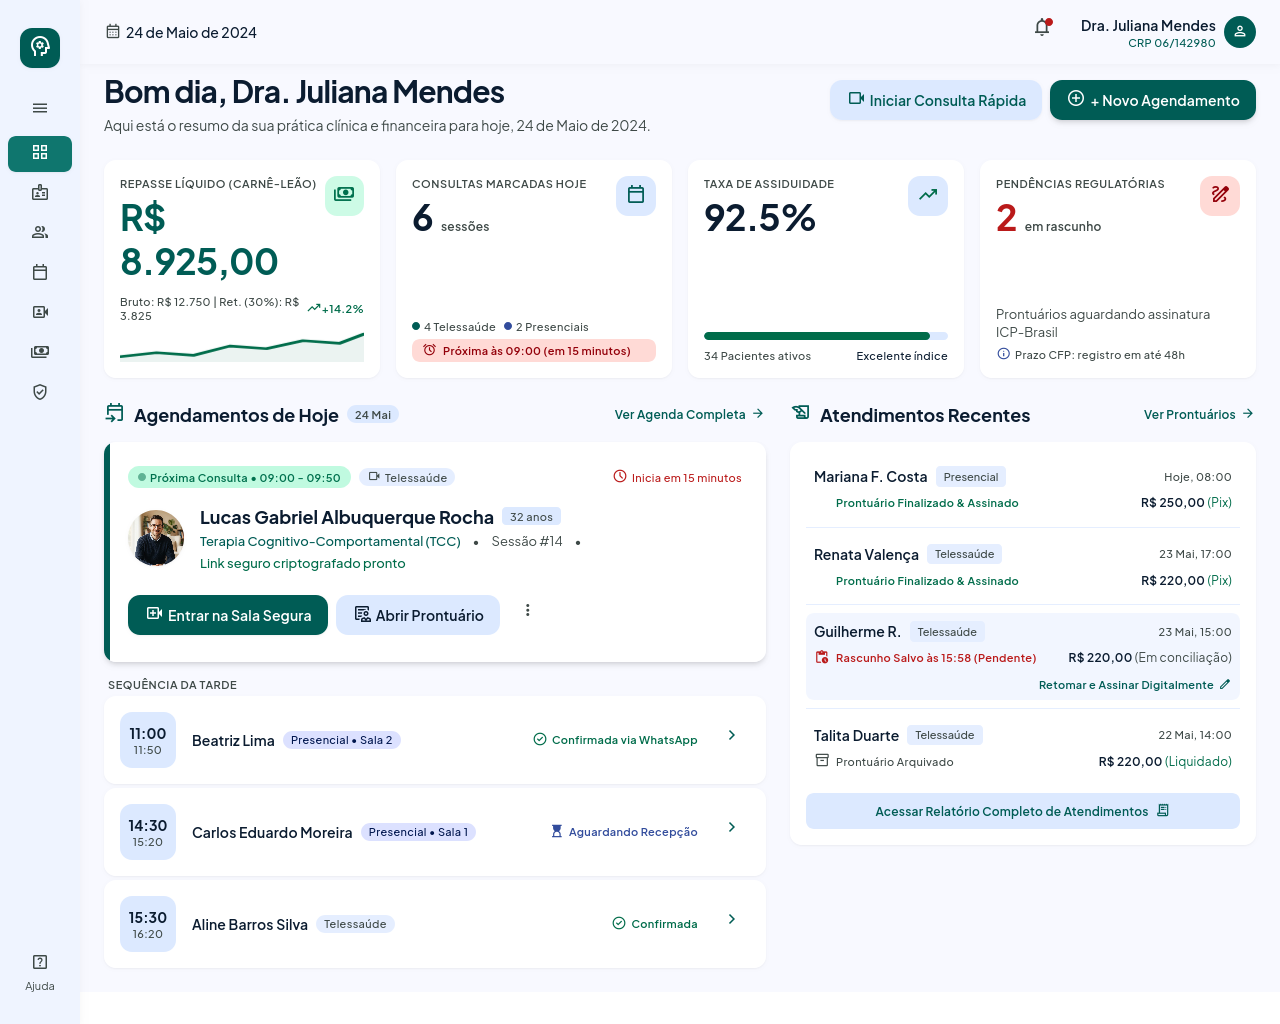 24 de Maio de 2024
Dra. Juliana Mendes
CRP 06/142980
Bom dia, Dra. Juliana Mendes
Aqui está o resumo da sua prática clínica e financeira para hoje, 24 de Maio de 2024.
Iniciar Consulta Rápida
+ Novo Agendamento
REPASSE LÍQUIDO (CARNÊ-LEÃO)
R$
8.925,00
Bruto: R$ 12.750 | Ret. (30%): R$
3.825
+14.2%
CONSULTAS MARCADAS HOJE
6 sessões
4 Telessaúde
2 Presenciais
Próxima às 09:00 (em 15 minutos)
TAXA DE ASSIDUIDADE
92.5%
34 Pacientes ativos
Excelente índice
PENDÊNCIAS REGULATÓRIAS
2 em rascunho
Prontuários aguardando assinatura
ICP-Brasil
Prazo CFP: registro em até 48h
Agendamentos de Hoje
24 Mai
Ver Agenda Completa
Próxima Consulta • 09:00 - 09:50
Telessaúde
Inicia em 15 minutos
Lucas Gabriel Albuquerque Rocha
32 anos
Terapia Cognitivo-Comportamental (TCC) • Sessão #14 •
Link seguro criptografado pronto
Entrar na Sala Segura
Abrir Prontuário
SEQUÊNCIA DA TARDE
11:00
11:50
Beatriz Lima
Presencial • Sala 2
Confirmada via WhatsApp
14:30
15:20
Carlos Eduardo Moreira
Presencial • Sala 1
Aguardando Recepção
15:30
16:20
Aline Barros Silva
Telessaúde
Confirmada
Atendimentos Recentes
Ver Prontuários
Mariana F. Costa
Presencial
Hoje, 08:00
Prontuário Finalizado & Assinado
R$ 250,00 (Pix)
Renata Valença
Telessaúde
23 Mai, 17:00
Prontuário Finalizado & Assinado
R$ 220,00 (Pix)
Guilherme R.
Telessaúde
23 Mai, 15:00
Rascunho Salvo às 15:58 (Pendente)
R$ 220,00 (Em conciliação)
Retomar e Assinar Digitalmente
Talita Duarte
Telessaúde
22 Mai, 14:00
Prontuário Arquivado
R$ 220,00 (Liquidado)
Acessar Relatório Completo de Atendimentos
Ajuda